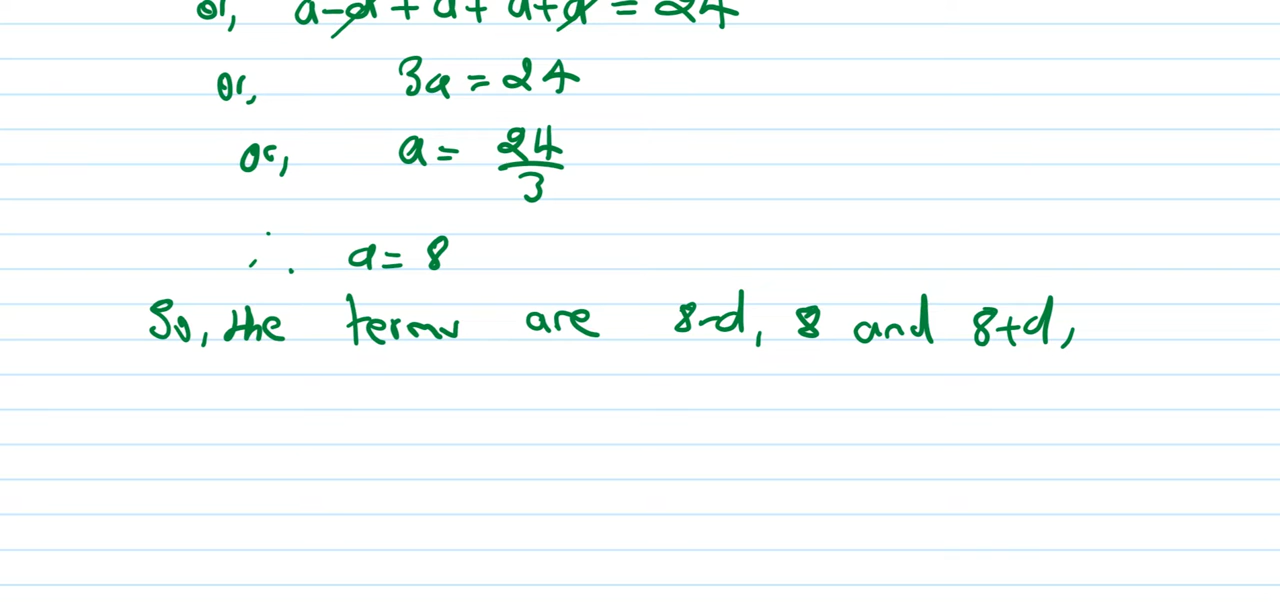 or, a-d + a + a+d = 24
or, 3a = 24
or, a = 24/3
∴ a = 8
So, the terms are 8-d, 8 and 8+d,